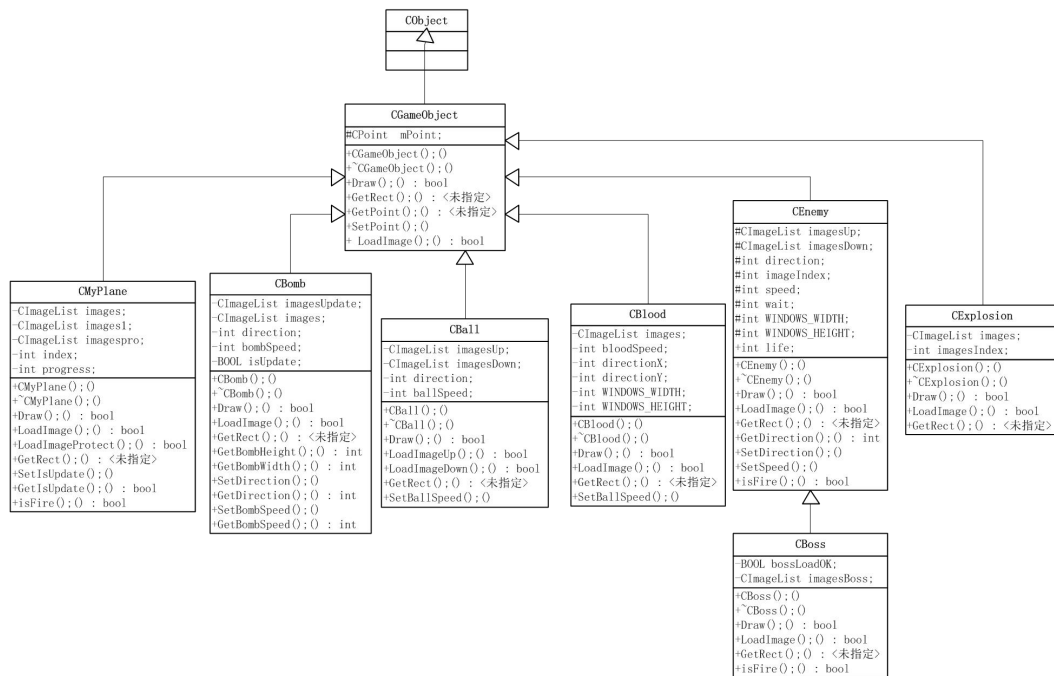 CObject
CGameObject
#CPoint mPoint;
+CGameObject();()
+~CGameObject();()
+Draw();() : bool
+GetRect();() : <未指定>
+GetPoint();() : <未指定>
+SetPoint();()
+ LoadImage();() : bool
CMyPlane
-CImageList images;
-CImageList images1;
-CImageList imagespro;
-int index;
-int progress;
+CMyPlane();()
+~CMyPlane();()
+Draw();() : bool
+LoadImage();() : bool
+LoadImageProtect();() : bool
+GetRect();() : <未指定>
+SetIsUpdate();()
+GetIsUpdate();() : bool
+isFire();() : bool
CBomb
-CImageList imagesUpdate;
-CImageList images;
-int direction;
-int bombSpeed;
-BOOL isUpdate;
+CBomb();()
+~CBomb();()
+Draw();() : bool
+LoadImage();() : bool
+GetRect();() : <未指定>
+GetBombHeight();() : int
+GetBombWidth();() : int
+SetDirection();()
+GetDirection();() : int
+SetBombSpeed();()
+GetBombSpeed();() : int
CBall
-CImageList imagesUp;
-CImageList imagesDown;
-int direction;
-int ballSpeed;
+CBall();()
+~CBall();()
+Draw();() : bool
+LoadImageUp();() : bool
+LoadImageDown();() : bool
+GetRect();() : <未指定>
+SetBallSpeed();()
CBlood
-CImageList images;
-int bloodSpeed;
-int directionX;
-int directionY;
-int WINDOWS_WIDTH;
-int WINDOWS_HEIGHT;
+CBlood();()
+~CBlood();()
+Draw();() : bool
+LoadImage();() : bool
+GetRect();() : <未指定>
+SetBallSpeed();()
CEnemy
#CImageList imagesUp;
#CImageList imagesDown;
#int direction;
#int imageIndex;
#int speed;
#int wait;
#int WINDOWS_WIDTH;
#int WINDOWS_HEIGHT;
+int life;
+CEnemy();()
+~CEnemy();()
+Draw();() : bool
+LoadImage();() : bool
+GetRect();() : <未指定>
+GetDirection();() : int
+SetDirection();()
+SetSpeed();()
+isFire();() : bool
CExplosion
-CImageList images;
-int imagesIndex;
+CExplosion();()
+~CExplosion();()
+Draw();() : bool
+LoadImage();() : bool
+GetRect();() : <未指定>
CBoss
-BOOL bossLoadOK;
-CImageList imagesBoss;
+CBoss();()
+~CBoss();()
+Draw();() : bool
+LoadImage();() : bool
+GetRect();() : <未指定>
+isFire();() : bool